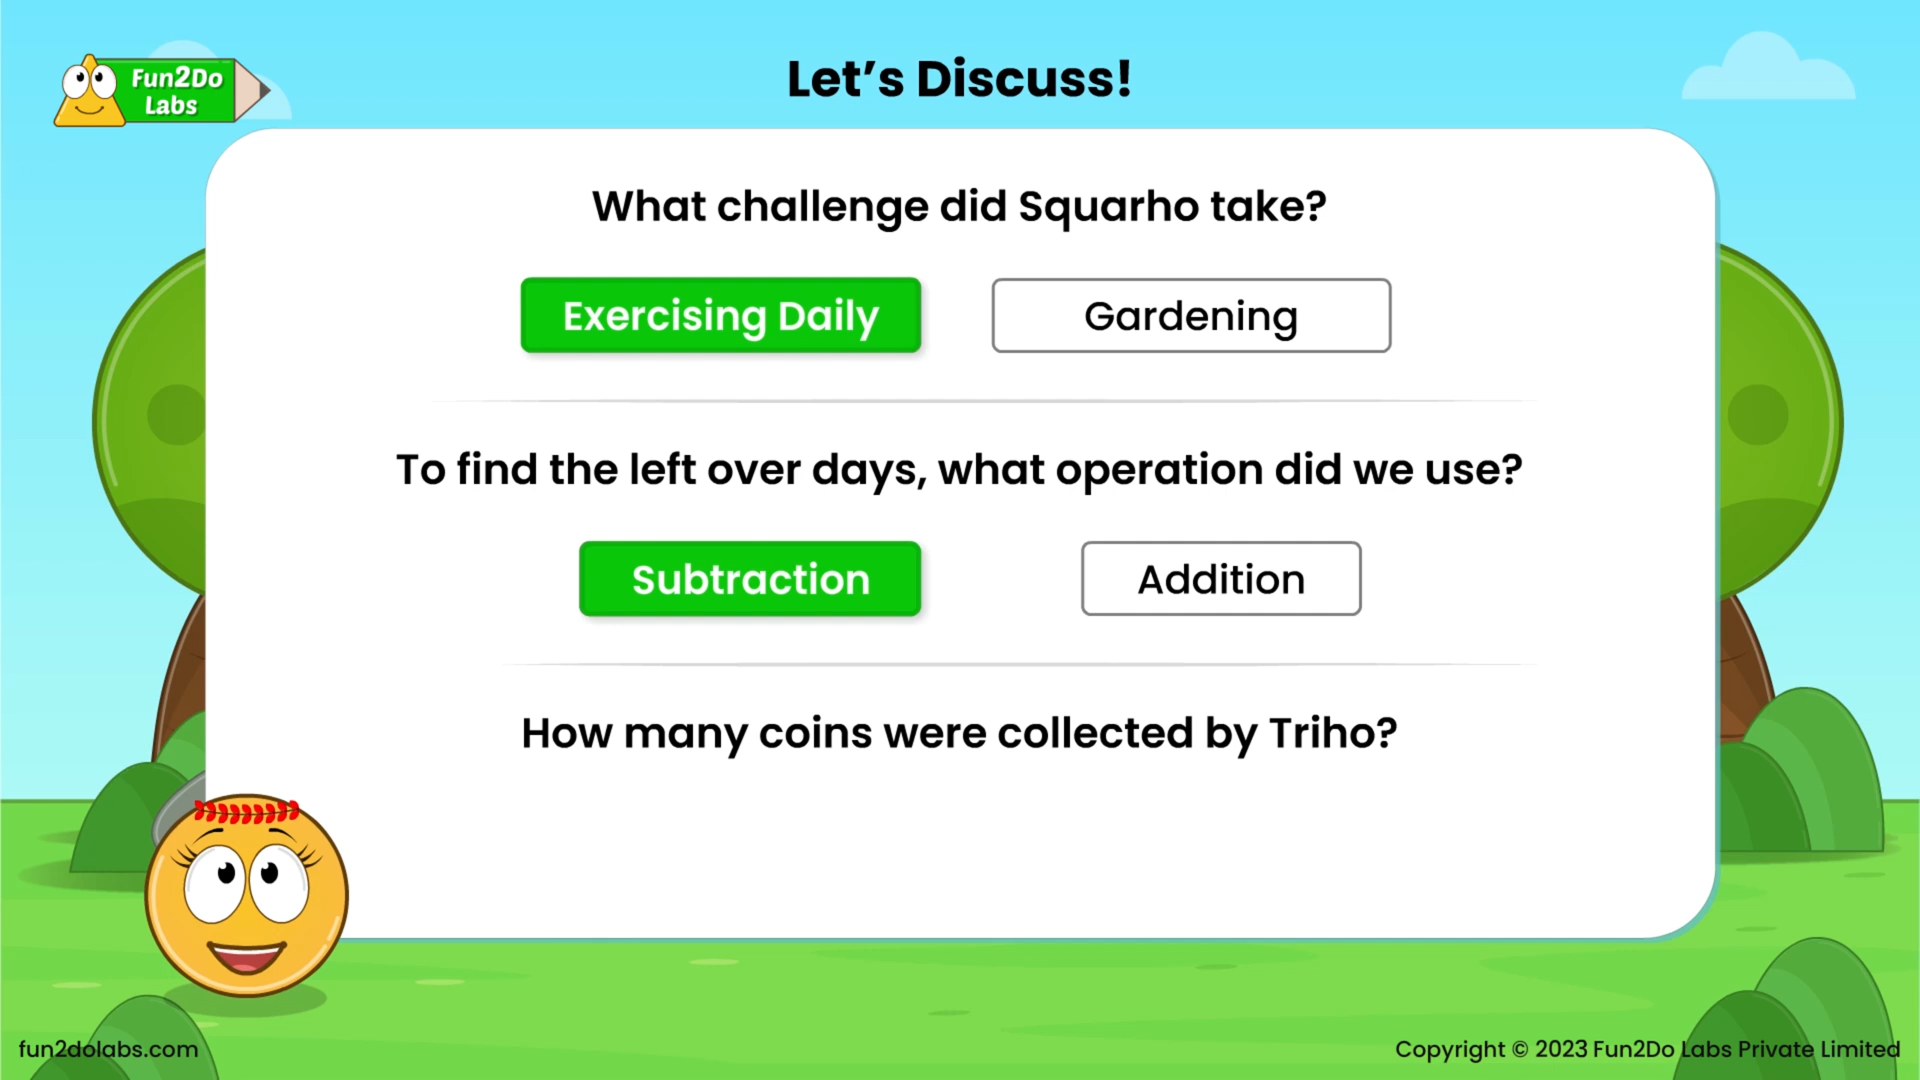 Fun2Do
Labs
Let's Discuss!
What challenge did Squarho take?
Exercising Daily
Gardening
To find the left over days, what operation did we use?
Subtraction
Addition
How many coins were collected by Triho?
fun2dolabs.com
Copyright © 2023 Fun2Do Labs Private Limited